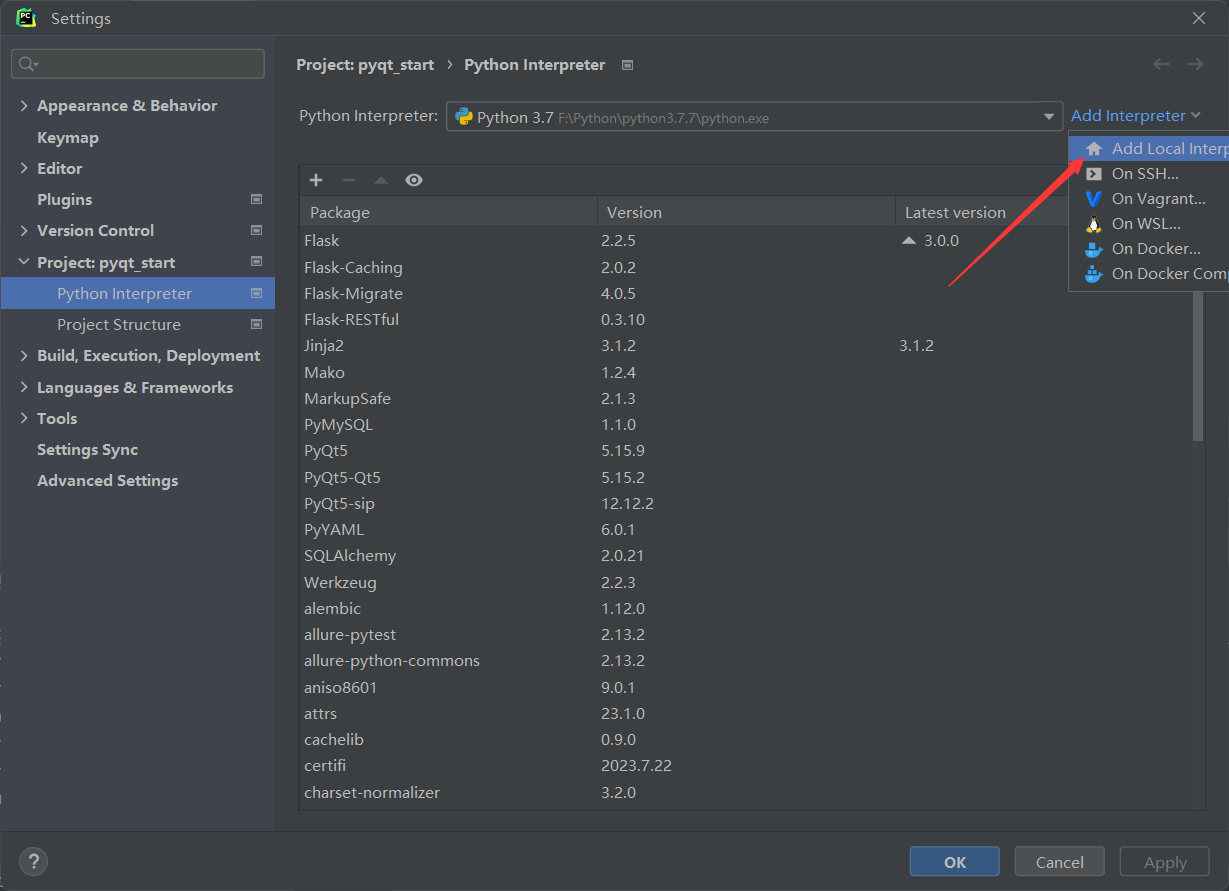 Settings
Project: pyqt_start › Python Interpreter
Appearance & Behavior
Keymap
Editor
Plugins
Version Control
Project: pyqt_start
Python Interpreter
Project Structure
Build, Execution, Deployment
Languages & Frameworks
Tools
Settings Sync
Advanced Settings
Python Interpreter: Python 3.7 F:\Python\python3.7.7\python.exe Add Interpreter
Add Local Interp
On SSH...
On Vagrant...
On WSL...
On Docker...
On Docker Comp
Package Version Latest version
Flask 2.2.5 3.0.0
Flask-Caching 2.0.2
Flask-Migrate 4.0.5
Flask-RESTful 0.3.10
Jinja2 3.1.2 3.1.2
Mako 1.2.4
MarkupSafe 2.1.3
PyMySQL 1.1.0
PyQt5 5.15.9
PyQt5-Qt5 5.15.2
PyQt5-sip 12.12.2
PyYAML 6.0.1
SQLAlchemy 2.0.21
Werkzeug 2.2.3
alembic 1.12.0
allure-pytest 2.13.2
allure-python-commons 2.13.2
aniso8601 9.0.1
attrs 23.1.0
cachelib 0.9.0
certifi 2023.7.22
charset-normalizer 3.2.0
? OK Cancel Apply